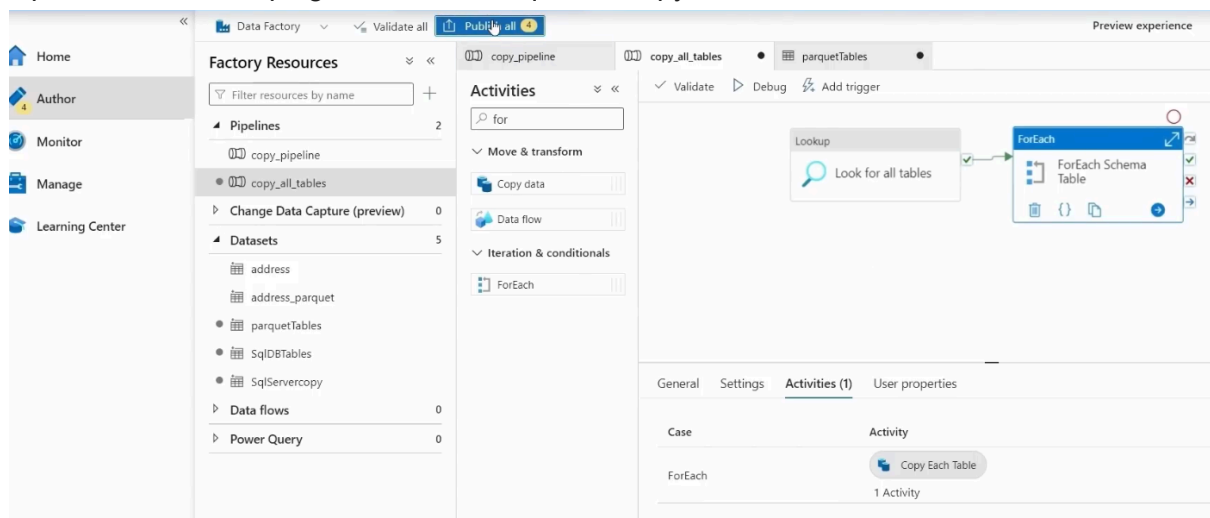 Data Factory
Validate all
Publish all 4
Preview experience
Home
Author
4
Monitor
Manage
Learning Center
Factory Resources
Filter resources by name
Pipelines 2
copy_pipeline
copy_all_tables
Change Data Capture (preview) 0
Datasets 5
address
address_parquet
parquetTables
SqlDBTables
SqlServercopy
Data flows 0
Power Query 0
copy_pipeline
copy_all_tables
parquetTables
Activities
for
Move & transform
Copy data
Data flow
Iteration & conditionals
ForEach
Validate
Debug
Add trigger
Lookup
Look for all tables
ForEach
ForEach Schema
Table
General
Settings
Activities (1)
User properties
Case
Activity
ForEach
Copy Each Table
1 Activity